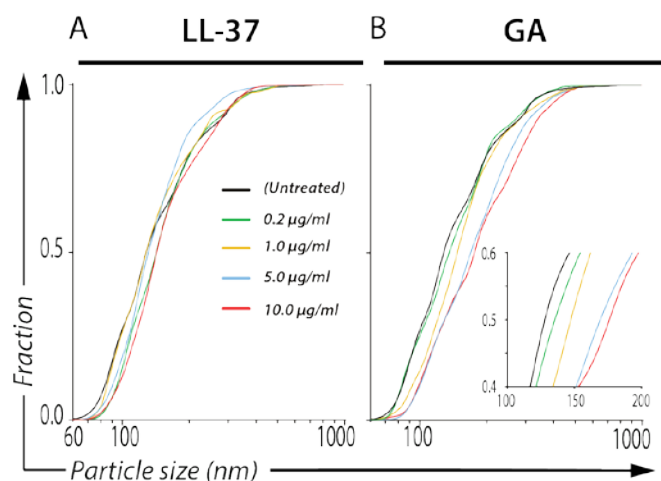 A
LL-37
B
GA
1.0
0.5
0.0
Fraction
(Untreated)
0.2 µg/ml
1.0 µg/ml
5.0 µg/ml
10.0 µg/ml
0.6
0.5
0.4
100 150 200
60 100 1000
100 1000
Particle size (nm)